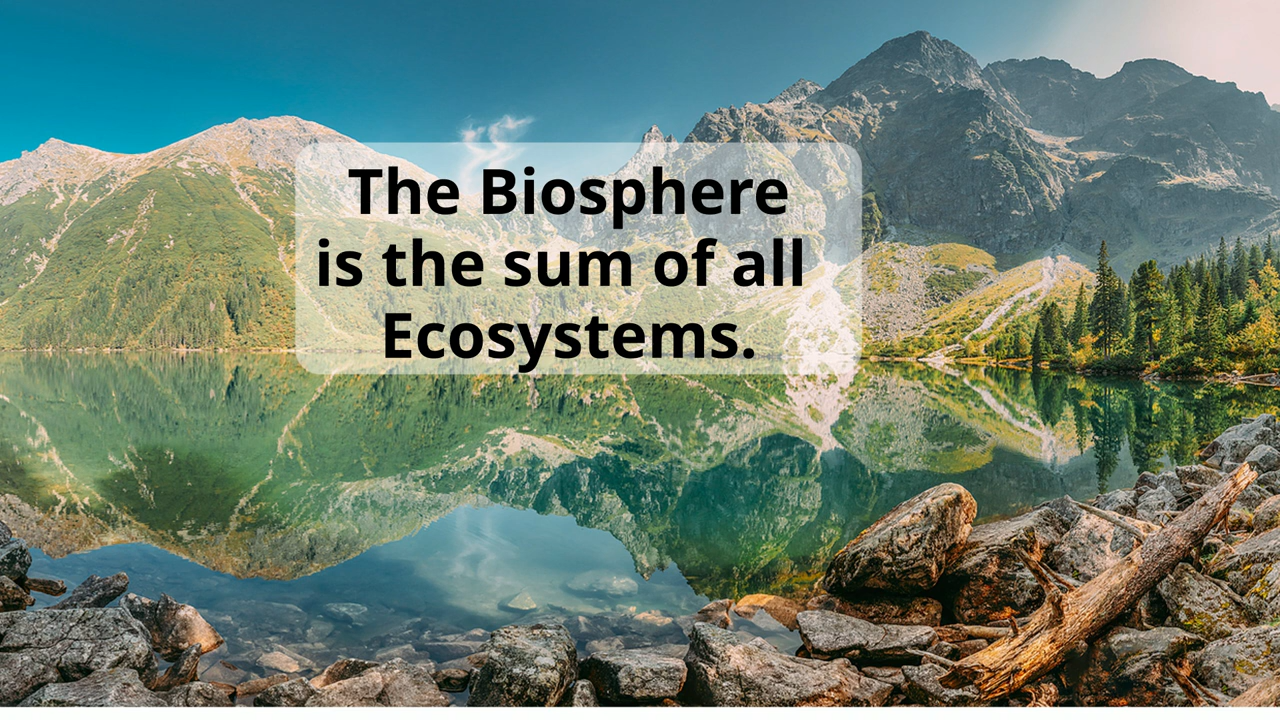 The Biosphere
is the sum of all
Ecosystems.